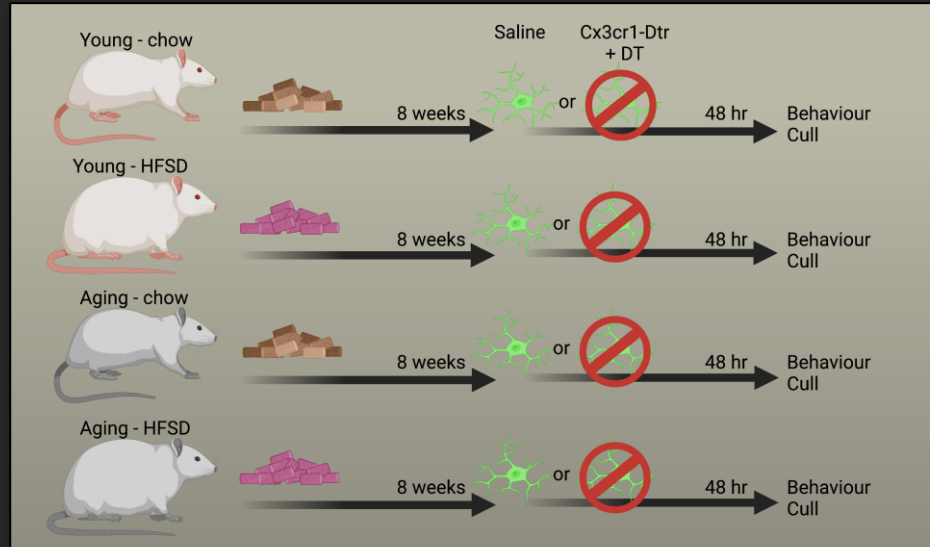 Saline
Cx3cr1-Dtr
+ DT
Young - chow
8 weeks
or
48 hr
Behaviour
Cull
Young - HFSD
8 weeks
or
48 hr
Behaviour
Cull
Aging - chow
8 weeks
or
48 hr
Behaviour
Cull
Aging - HFSD
8 weeks
or
48 hr
Behaviour
Cull